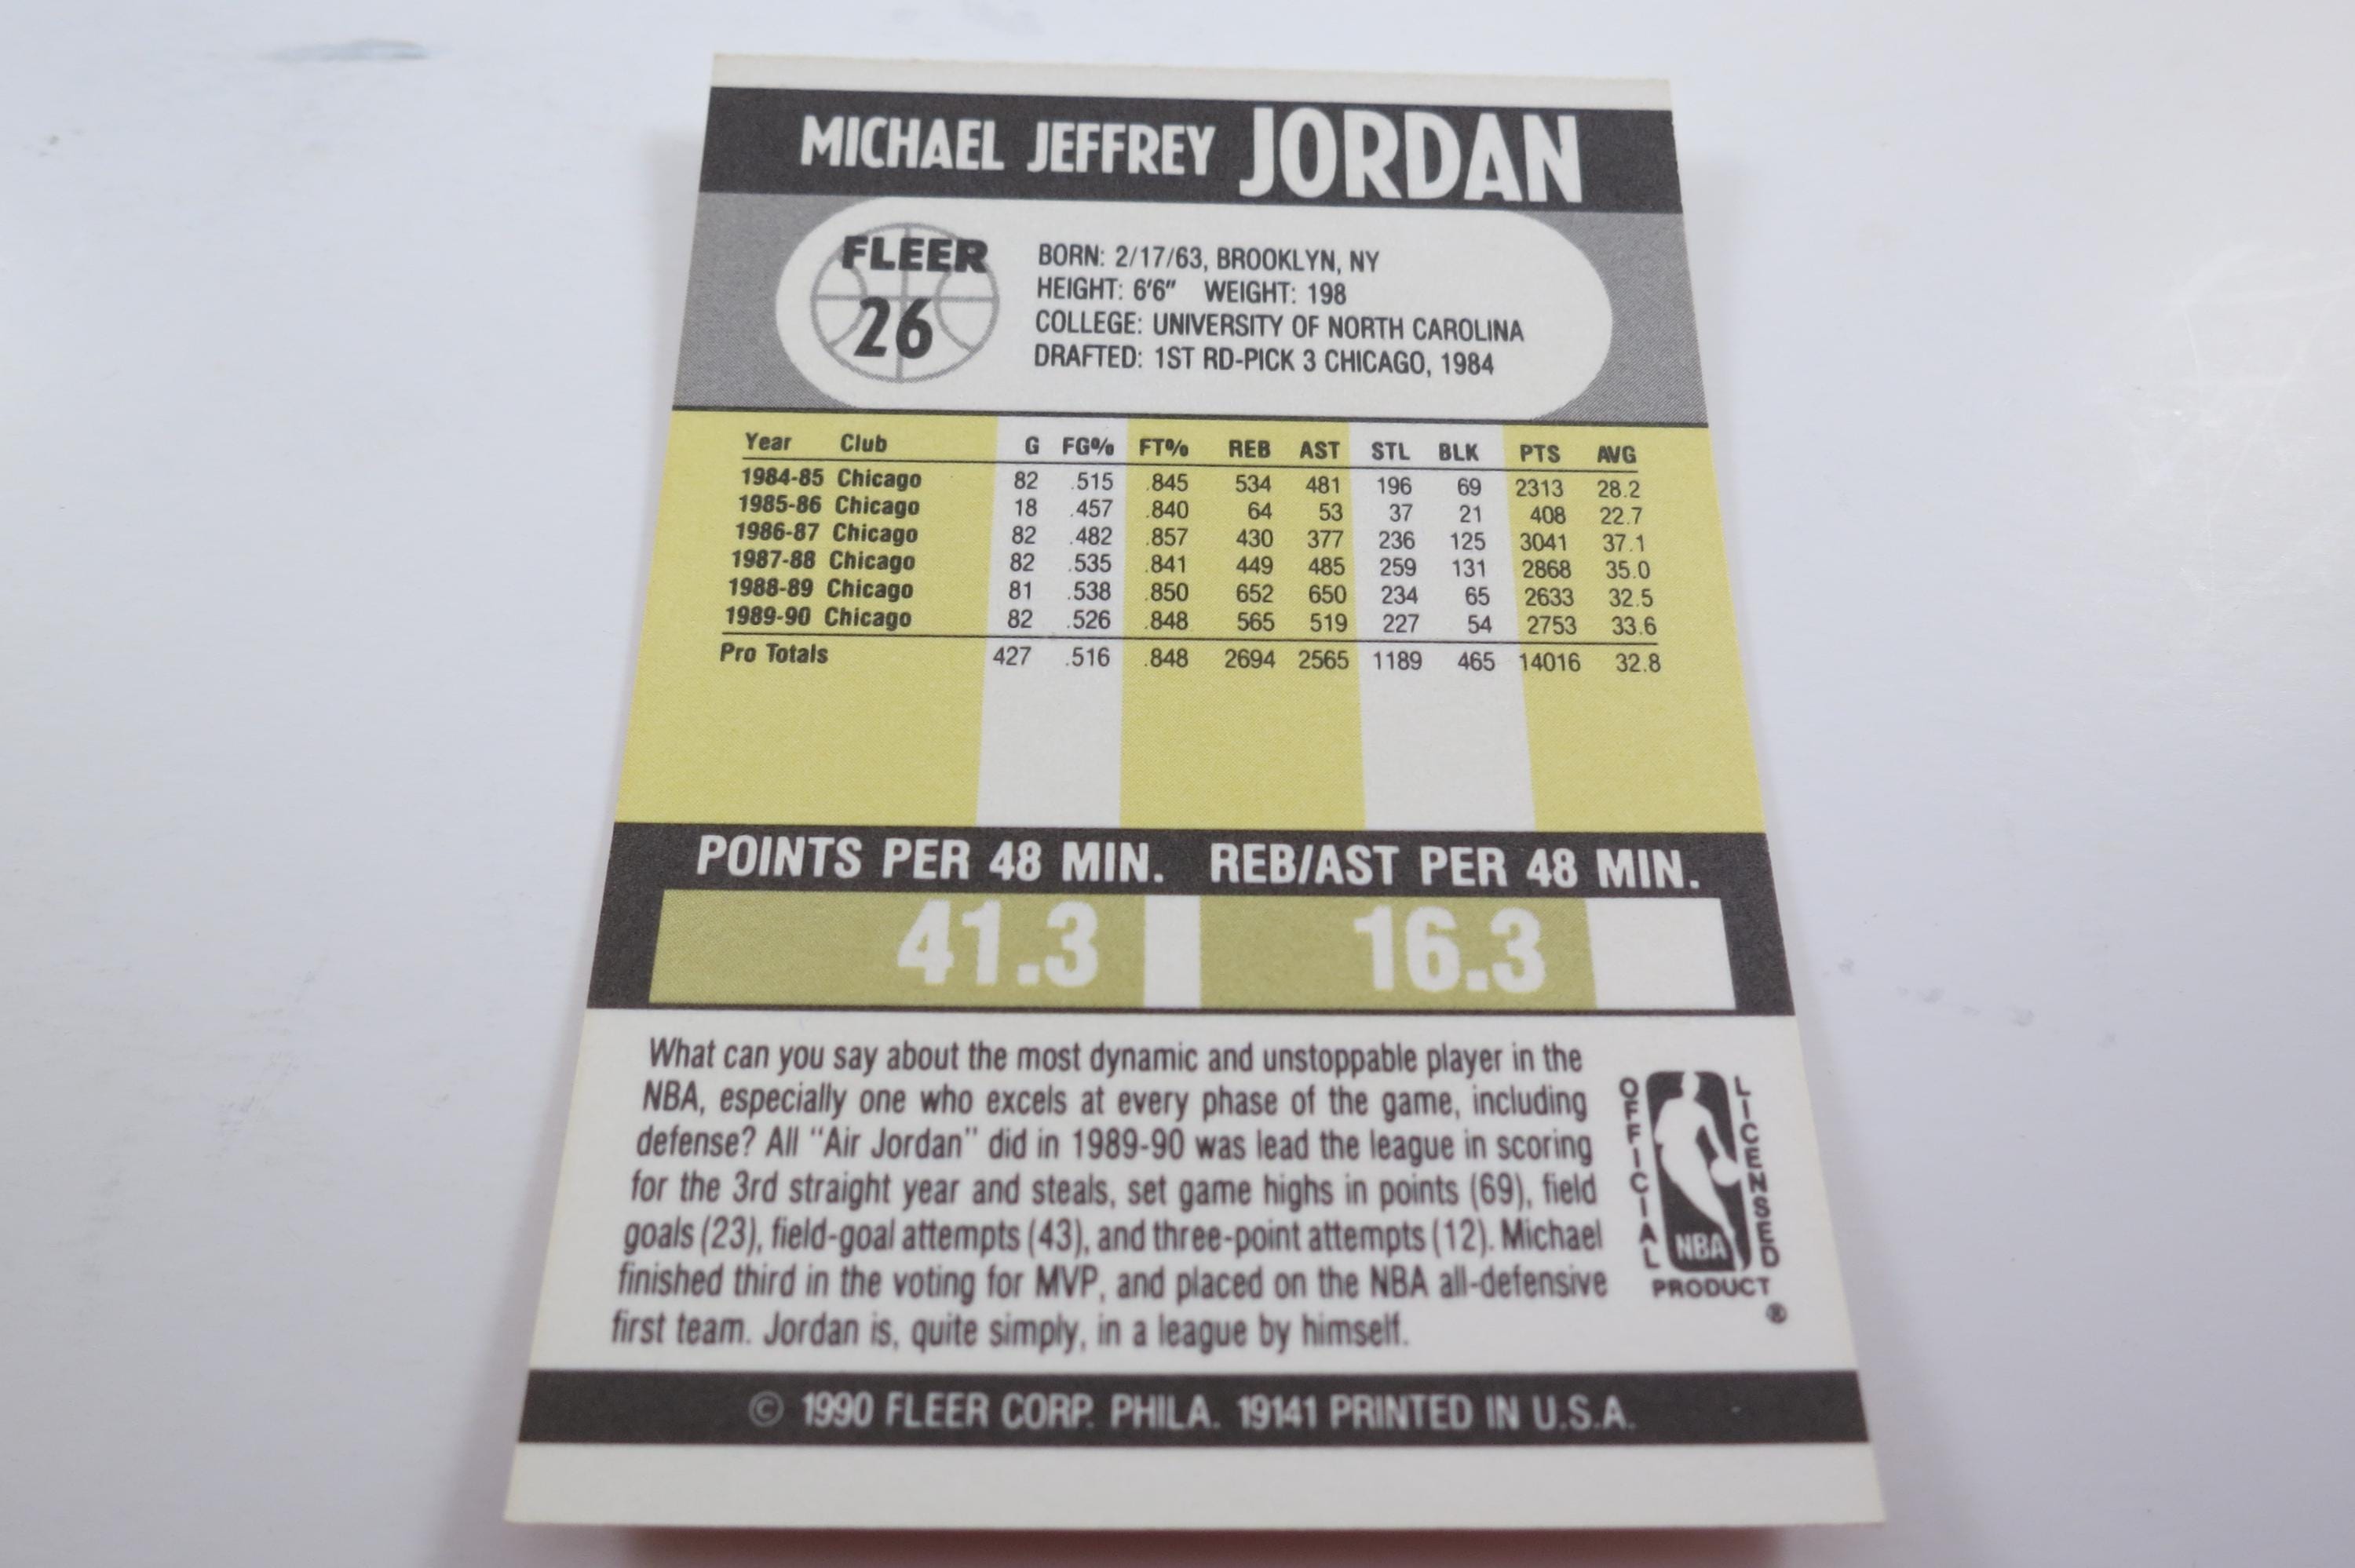 MICHAEL JEFFREY JORDAN
FLEER
26
BORN: 2/17/63, BROOKLYN, NY
HEIGHT: 6'6" WEIGHT: 198
COLLEGE: UNIVERSITY OF NORTH CAROLINA
DRAFTED: 1ST RD-PICK 3 CHICAGO, 1984
Year Club G FG% FT% REB AST STL BLK PTS AVG
1984-85 Chicago 82 .515 .845 534 481 196 69 2313 28.2
1985-86 Chicago 18 .457 .840 64 53 37 21 408 22.7
1986-87 Chicago 82 .482 .857 430 377 236 125 3041 37.1
1987-88 Chicago 82 .535 .841 449 485 259 131 2868 35.0
1988-89 Chicago 81 .538 .850 652 650 234 65 2633 32.5
1989-90 Chicago 82 .526 .848 565 519 227 54 2753 33.6
Pro Totals 427 .516 .848 2694 2565 1189 465 14016 32.8
POINTS PER 48 MIN. REB/AST PER 48 MIN.
41.3 16.3
What can you say about the most dynamic and unstoppable player in the
NBA, especially one who excels at every phase of the game, including
defense? All "Air Jordan" did in 1989-90 was lead the league in scoring
for the 3rd straight year and steals, set game highs in points (69), field
goals (23), field-goal attempts (43), and three-point attempts (12). Michael
finished third in the voting for MVP, and placed on the NBA all-defensive
first team. Jordan is, quite simply, in a league by himself.
OFFICIAL
NBA
LICENSED
PRODUCT
®
© 1990 FLEER CORP. PHILA. 19141 PRINTED IN U.S.A.